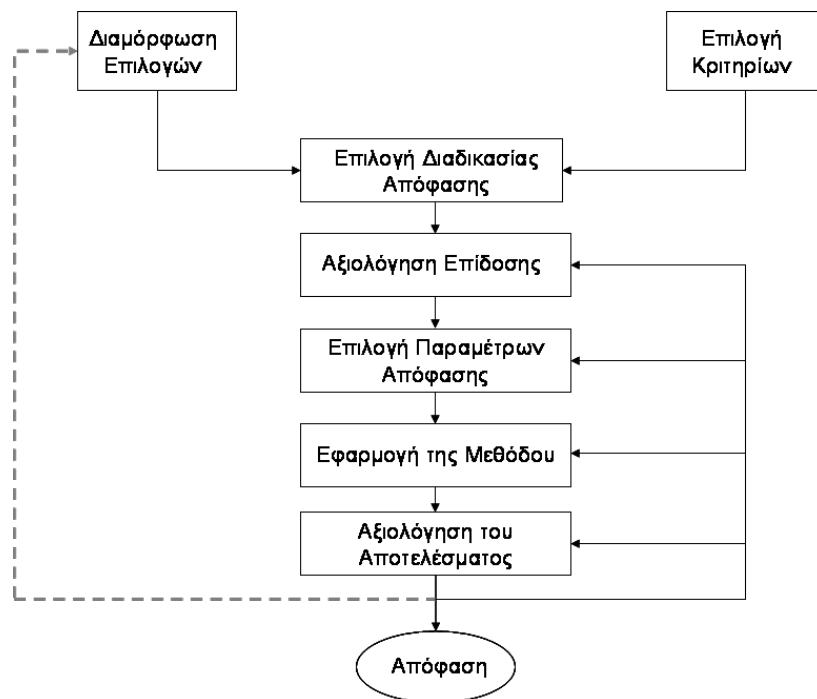 Διαμόρφωση
Επιλογών
Επιλογή
Κριτηρίων
Επιλογή Διαδικασίας
Απόφασης
Αξιολόγηση Επίδοσης
Επιλογή Παραμέτρων
Απόφασης
Εφαρμογή της Μεθόδου
Αξιολόγηση του
Αποτελέσματος
Απόφαση